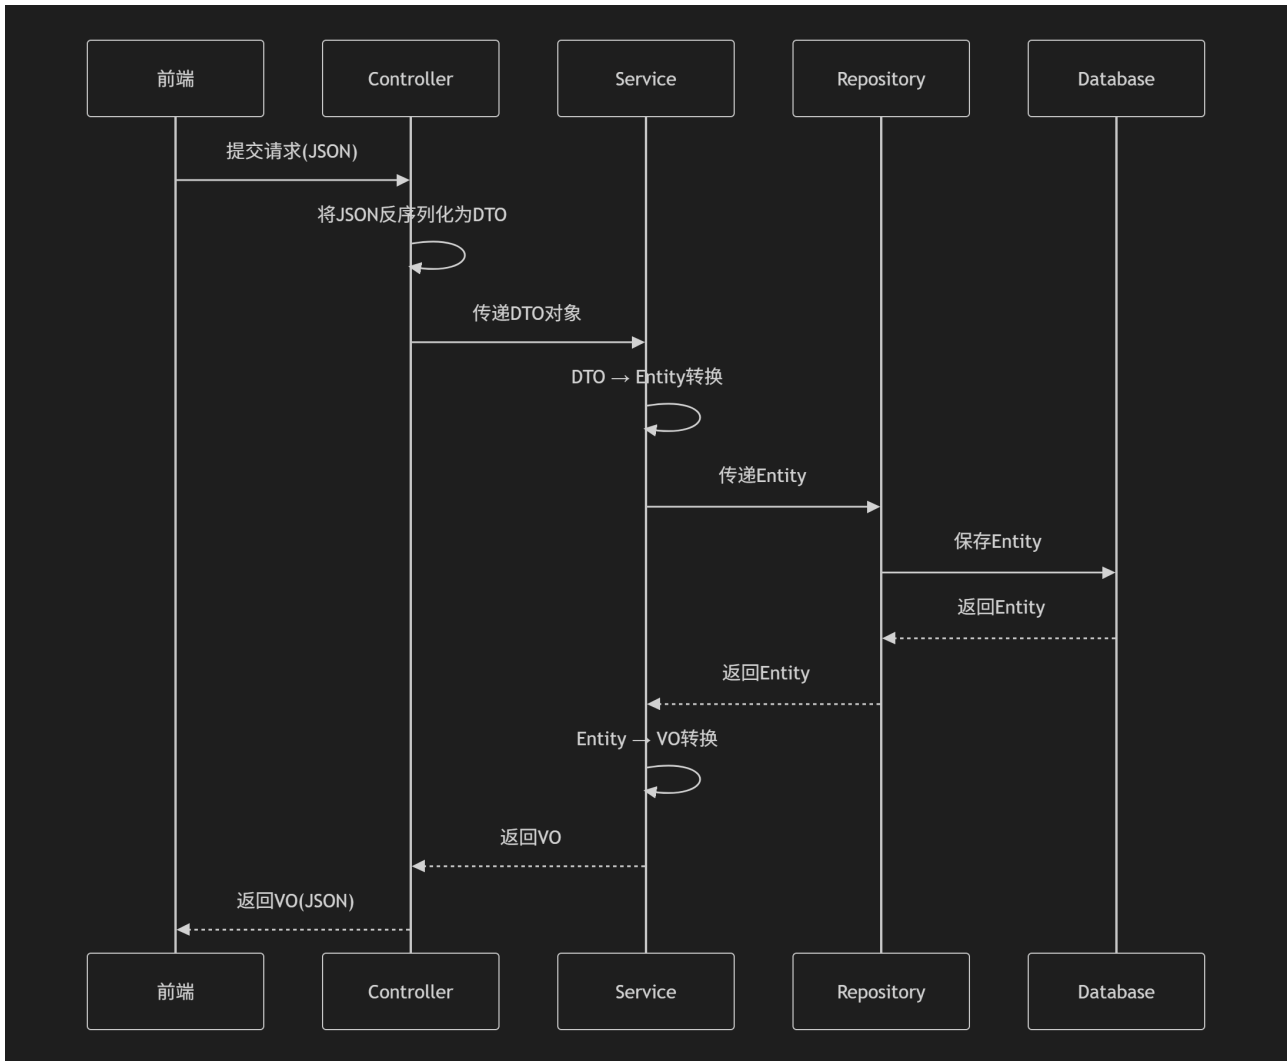 前端
Controller
Service
Repository
Database
提交请求(JSON)
将JSON反序列化为DTO
传递DTO对象
DTO → Entity转换
传递Entity
保存Entity
返回Entity
返回Entity
Entity → VO转换
返回VO
返回VO(JSON)
前端
Controller
Service
Repository
Database